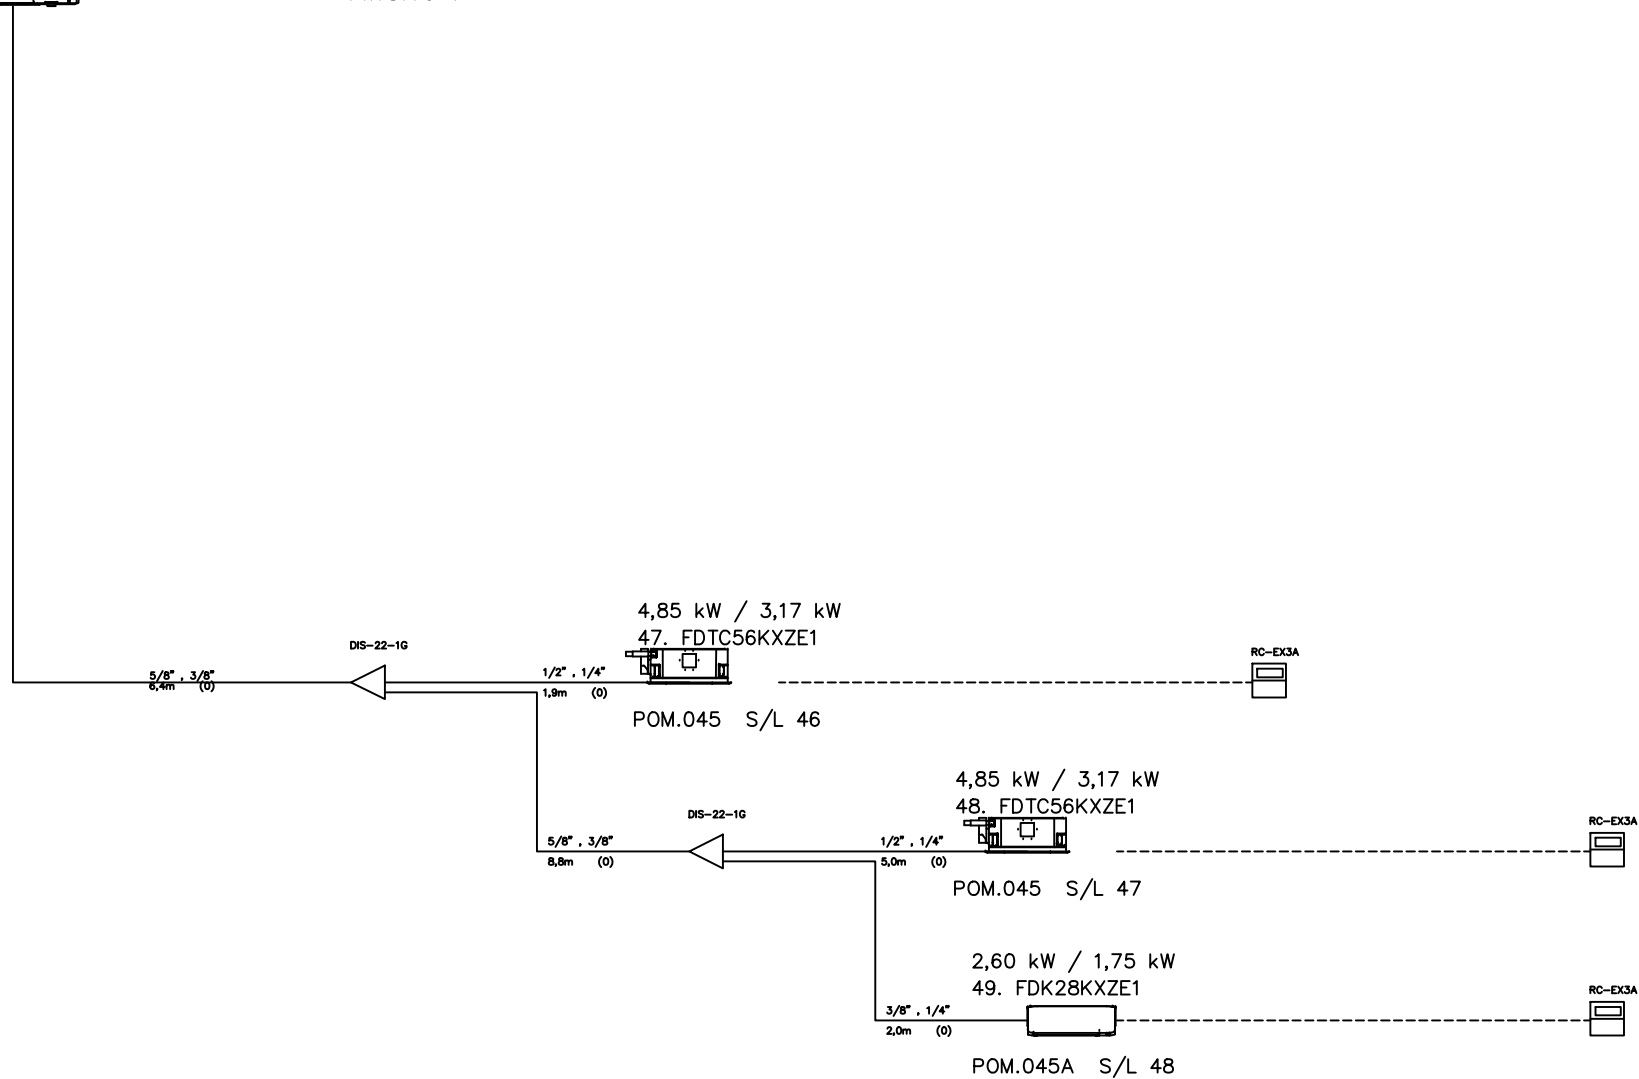 4,85 kW / 3,17 kW
47. FDTC56KXZE1
DIS-22-1G
RC-EX3A
5/8" , 3/8"
6,4m (0)
1/2" , 1/4"
1,9m (0)
POM.045 S/L 46
4,85 kW / 3,17 kW
48. FDTC56KXZE1
DIS-22-1G
RC-EX3A
5/8" , 3/8"
8,8m (0)
1/2" , 1/4"
5,0m (0)
POM.045 S/L 47
2,60 kW / 1,75 kW
49. FDK28KXZE1
RC-EX3A
3/8" , 1/4"
2,0m (0)
POM.045A S/L 48